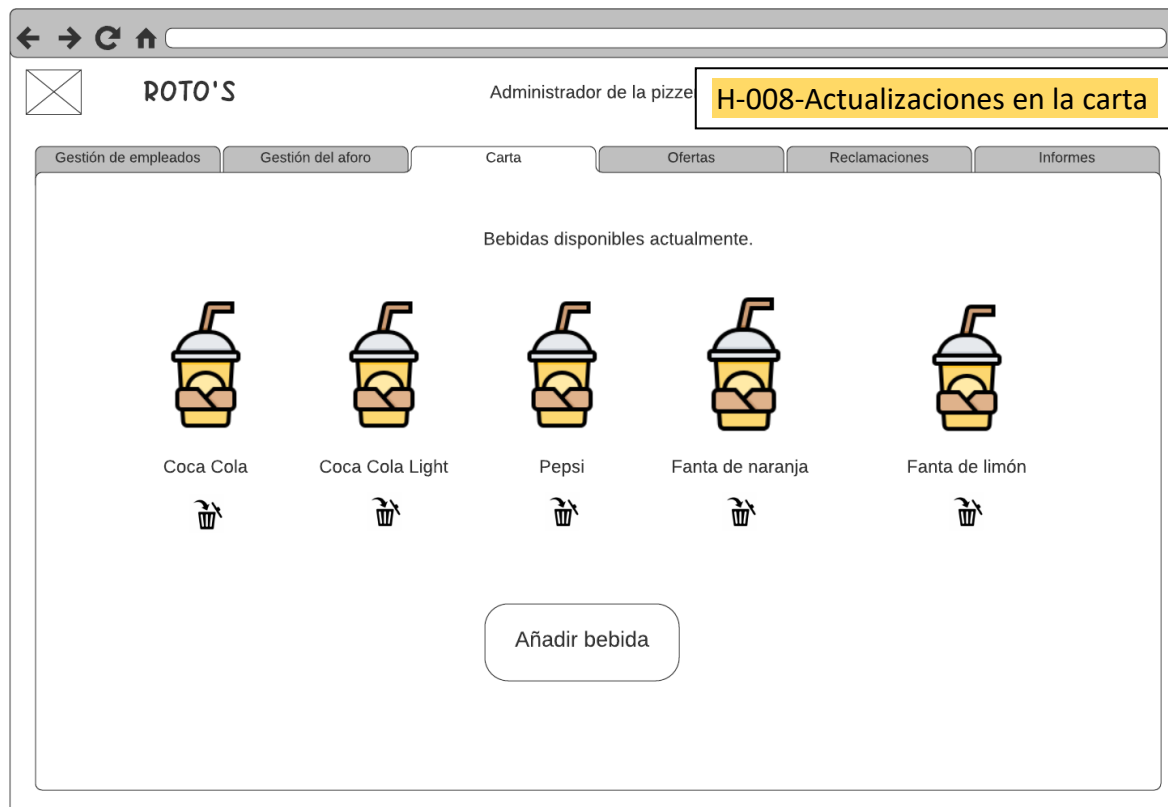 ROTO'S
Administrador de la
H-008-Actualizaciones en la carta
Gestión de empleados
Gestión del aforo
Carta
Ofertas
Reclamaciones
Informes
Bebidas disponibles actualmente.
Coca Cola
Coca Cola Light
Pepsi
Fanta de naranja
Fanta de limón
Añadir bebida